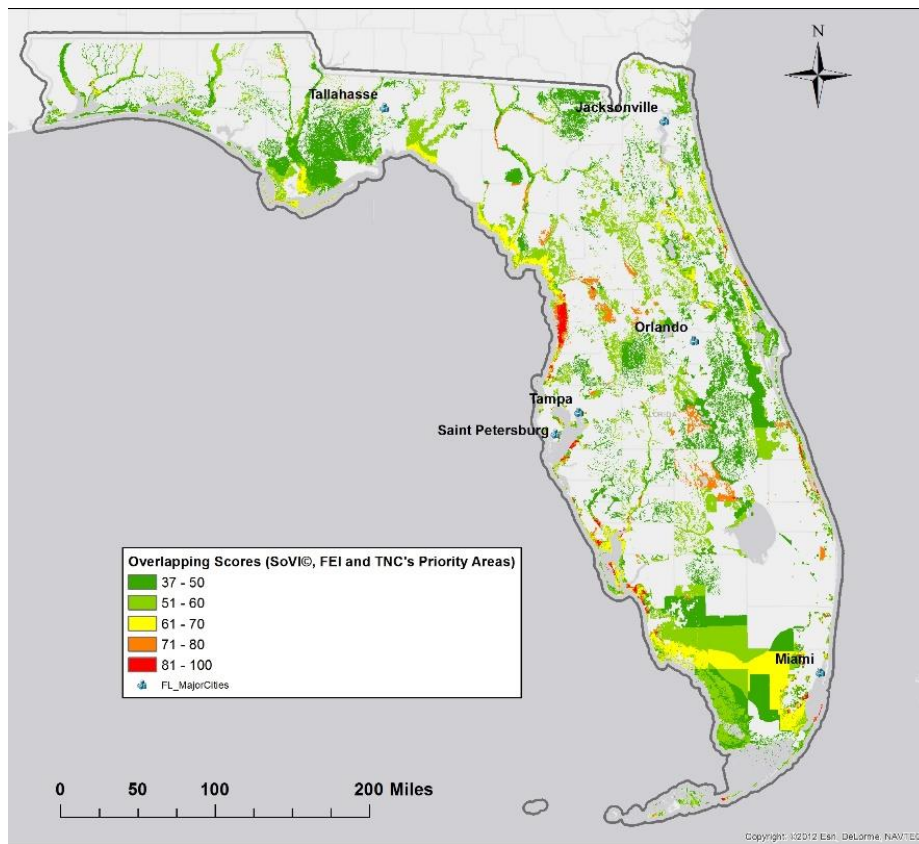 N
Tallahasse
Jacksonville
Orlando
Tampa
FLORIDA
Saint Petersburg
Overlapping Scores (SoVI©, FEI and TNC's Priority Areas)
37 - 50
51 - 60
61 - 70
71 - 80
81 - 100
FL_MajorCities
Miami
0 50 100 200 Miles
Copyright: ©2012 Esri, DeLorme, NAVTEQ